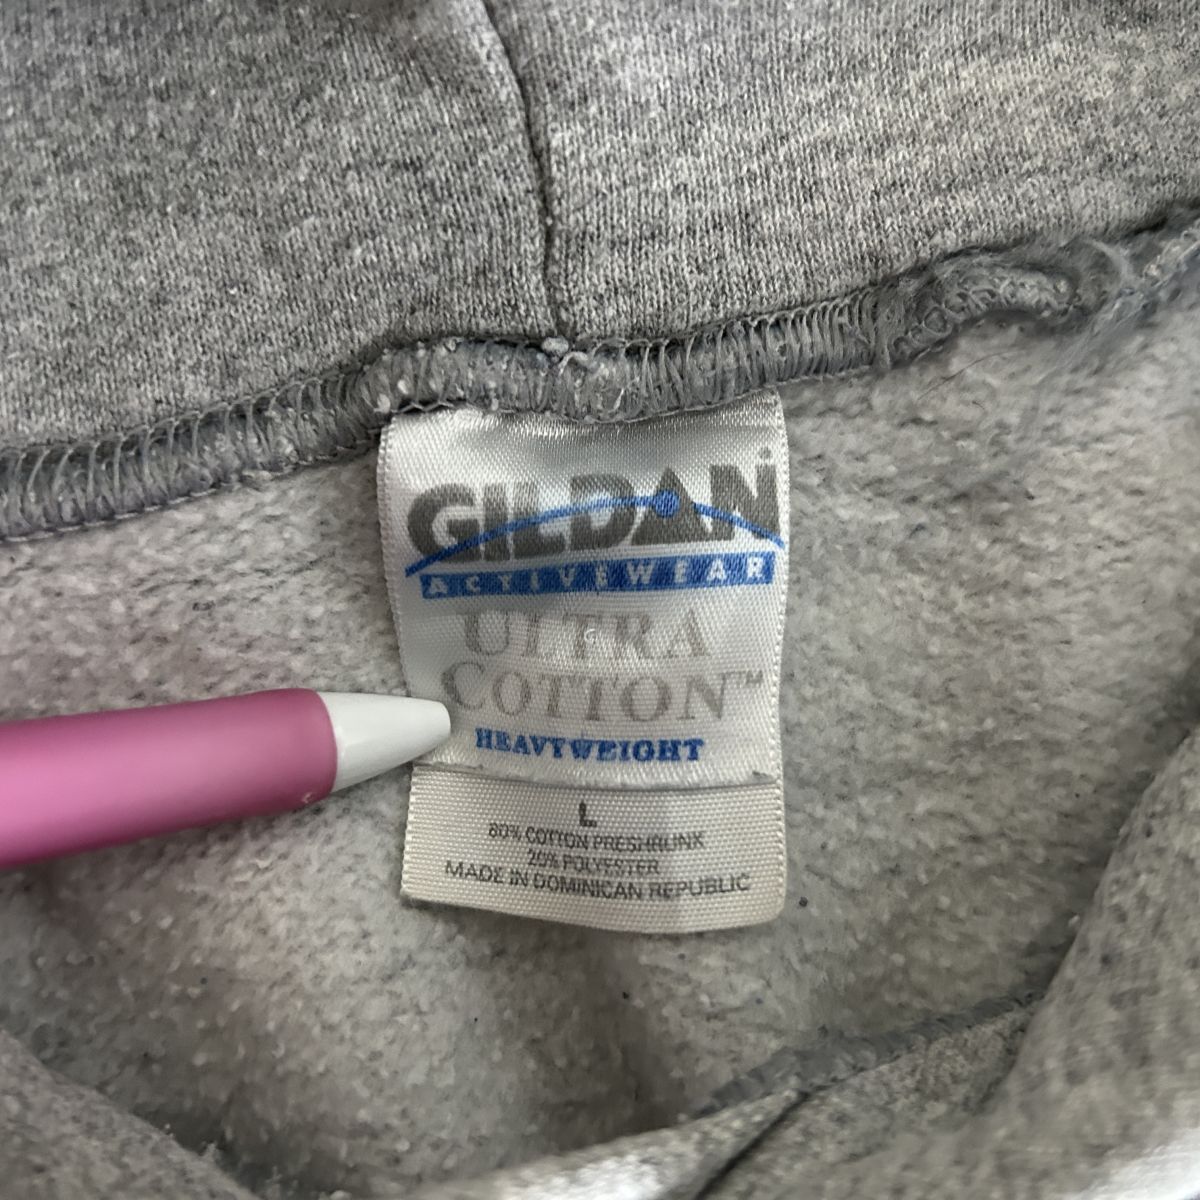 GILDAN
ACTIVEWEAR
ULTRA
COTTON™
HEAVYWEIGHT
L
80% COTTON PRESHRUNK
20% POLYESTER
MADE IN DOMINICAN REPUBLIC